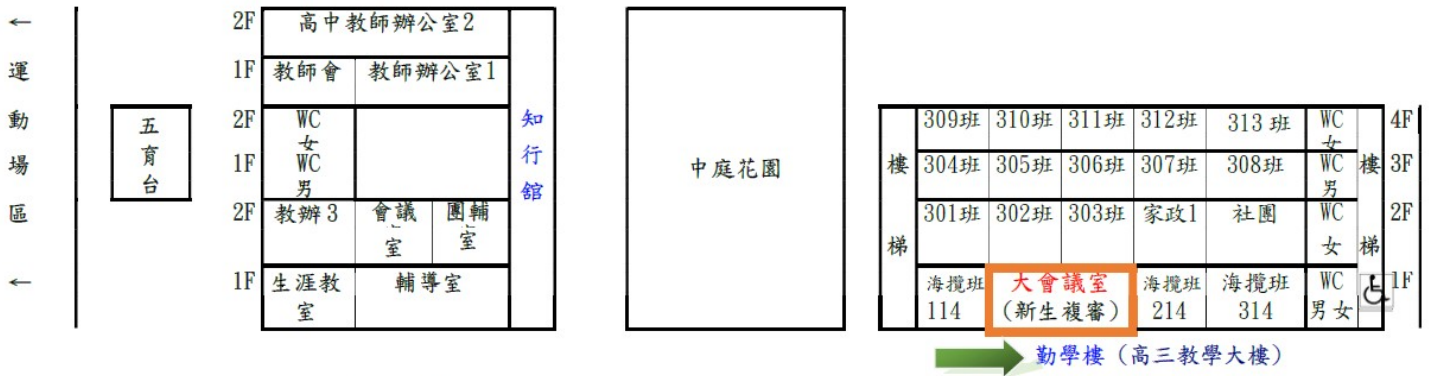 ←
運
動
場
區
←
五
育
台
2F 高中教師辦公室2
1F 教師會 教師辦公室1
2F WC
女
1F WC
男
2F 教辦3 會議
室
團輔
室
1F 生涯教
室
輔導室
知
行
館
中庭花園
樓
梯
309班 310班 311班 312班 313班 WC
女
4F
304班 305班 306班 307班 308班 WC
男
3F
301班 302班 303班 家政1 社團 WC
女
2F
海攬班
114
大會議室
(新生複審)
海攬班
214
海攬班
314
WC
男女
1F
樓
梯
勤學樓(高三教學大樓)